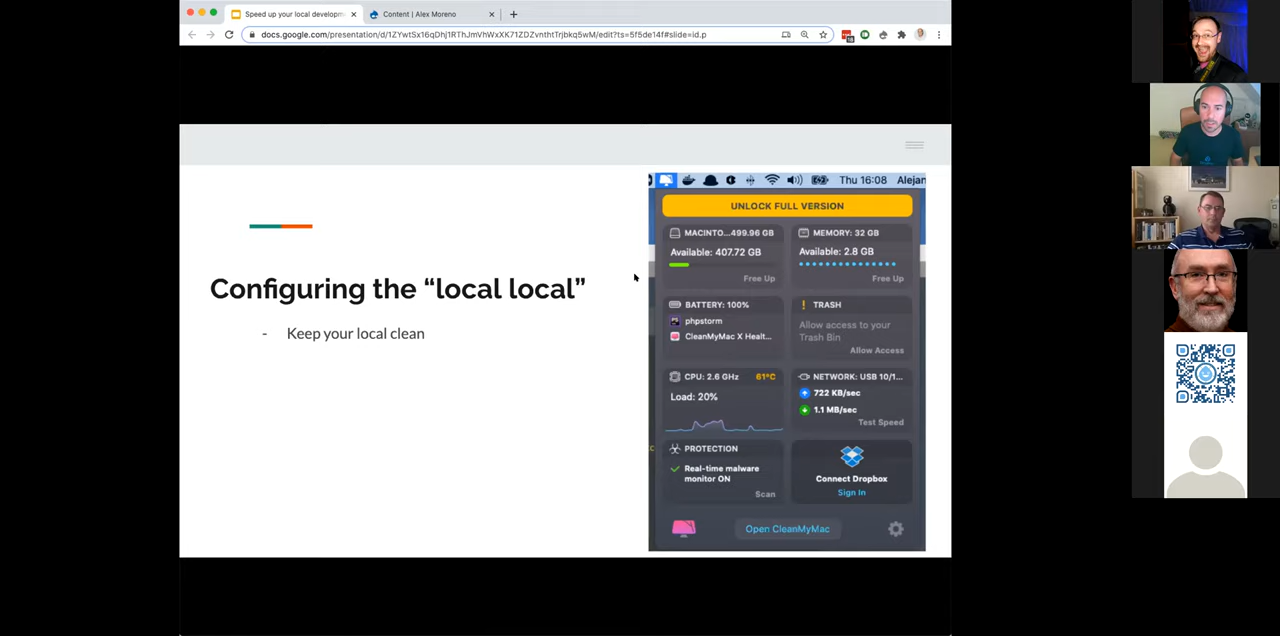 Speed up your local developm
Content | Alex Moreno
docs.google.com/presentation/d/1ZYwtSx16qDhj1RThJmVhWxXK71ZDZvnthtTrjbkq5wM/edit?ts=5f5de14f#slide=id.p
Configuring the “local local”
- Keep your local clean
Thu 16:08 Alejan
UNLOCK FULL VERSION
MACINTO...499.96 GB
Available: 407.72 GB
Free Up
MEMORY: 32 GB
Available: 2.8 GB
Free Up
BATTERY: 100%
phpstorm
CleanMyMac X Healt...
TRASH
Allow access to your
Trash Bin
Allow Access
CPU: 2.6 GHz 61°C
Load: 20%
NETWORK: USB 10/1...
722 KB/sec
1.1 MB/sec
Test Speed
PROTECTION
Real-time malware
monitor ON
Scan
Connect Dropbox
Sign In
Open CleanMyMac